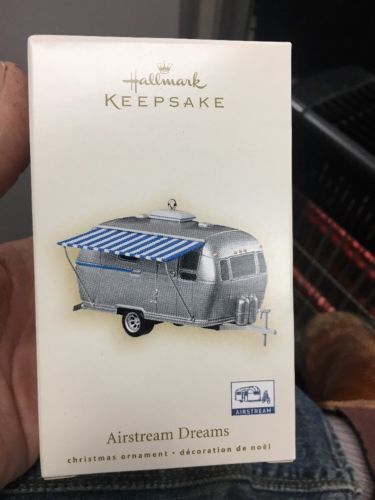 Hallmark
KEEPSAKE
AIRSTREAM
Airstream Dreams
christmas ornament • décoration de noël